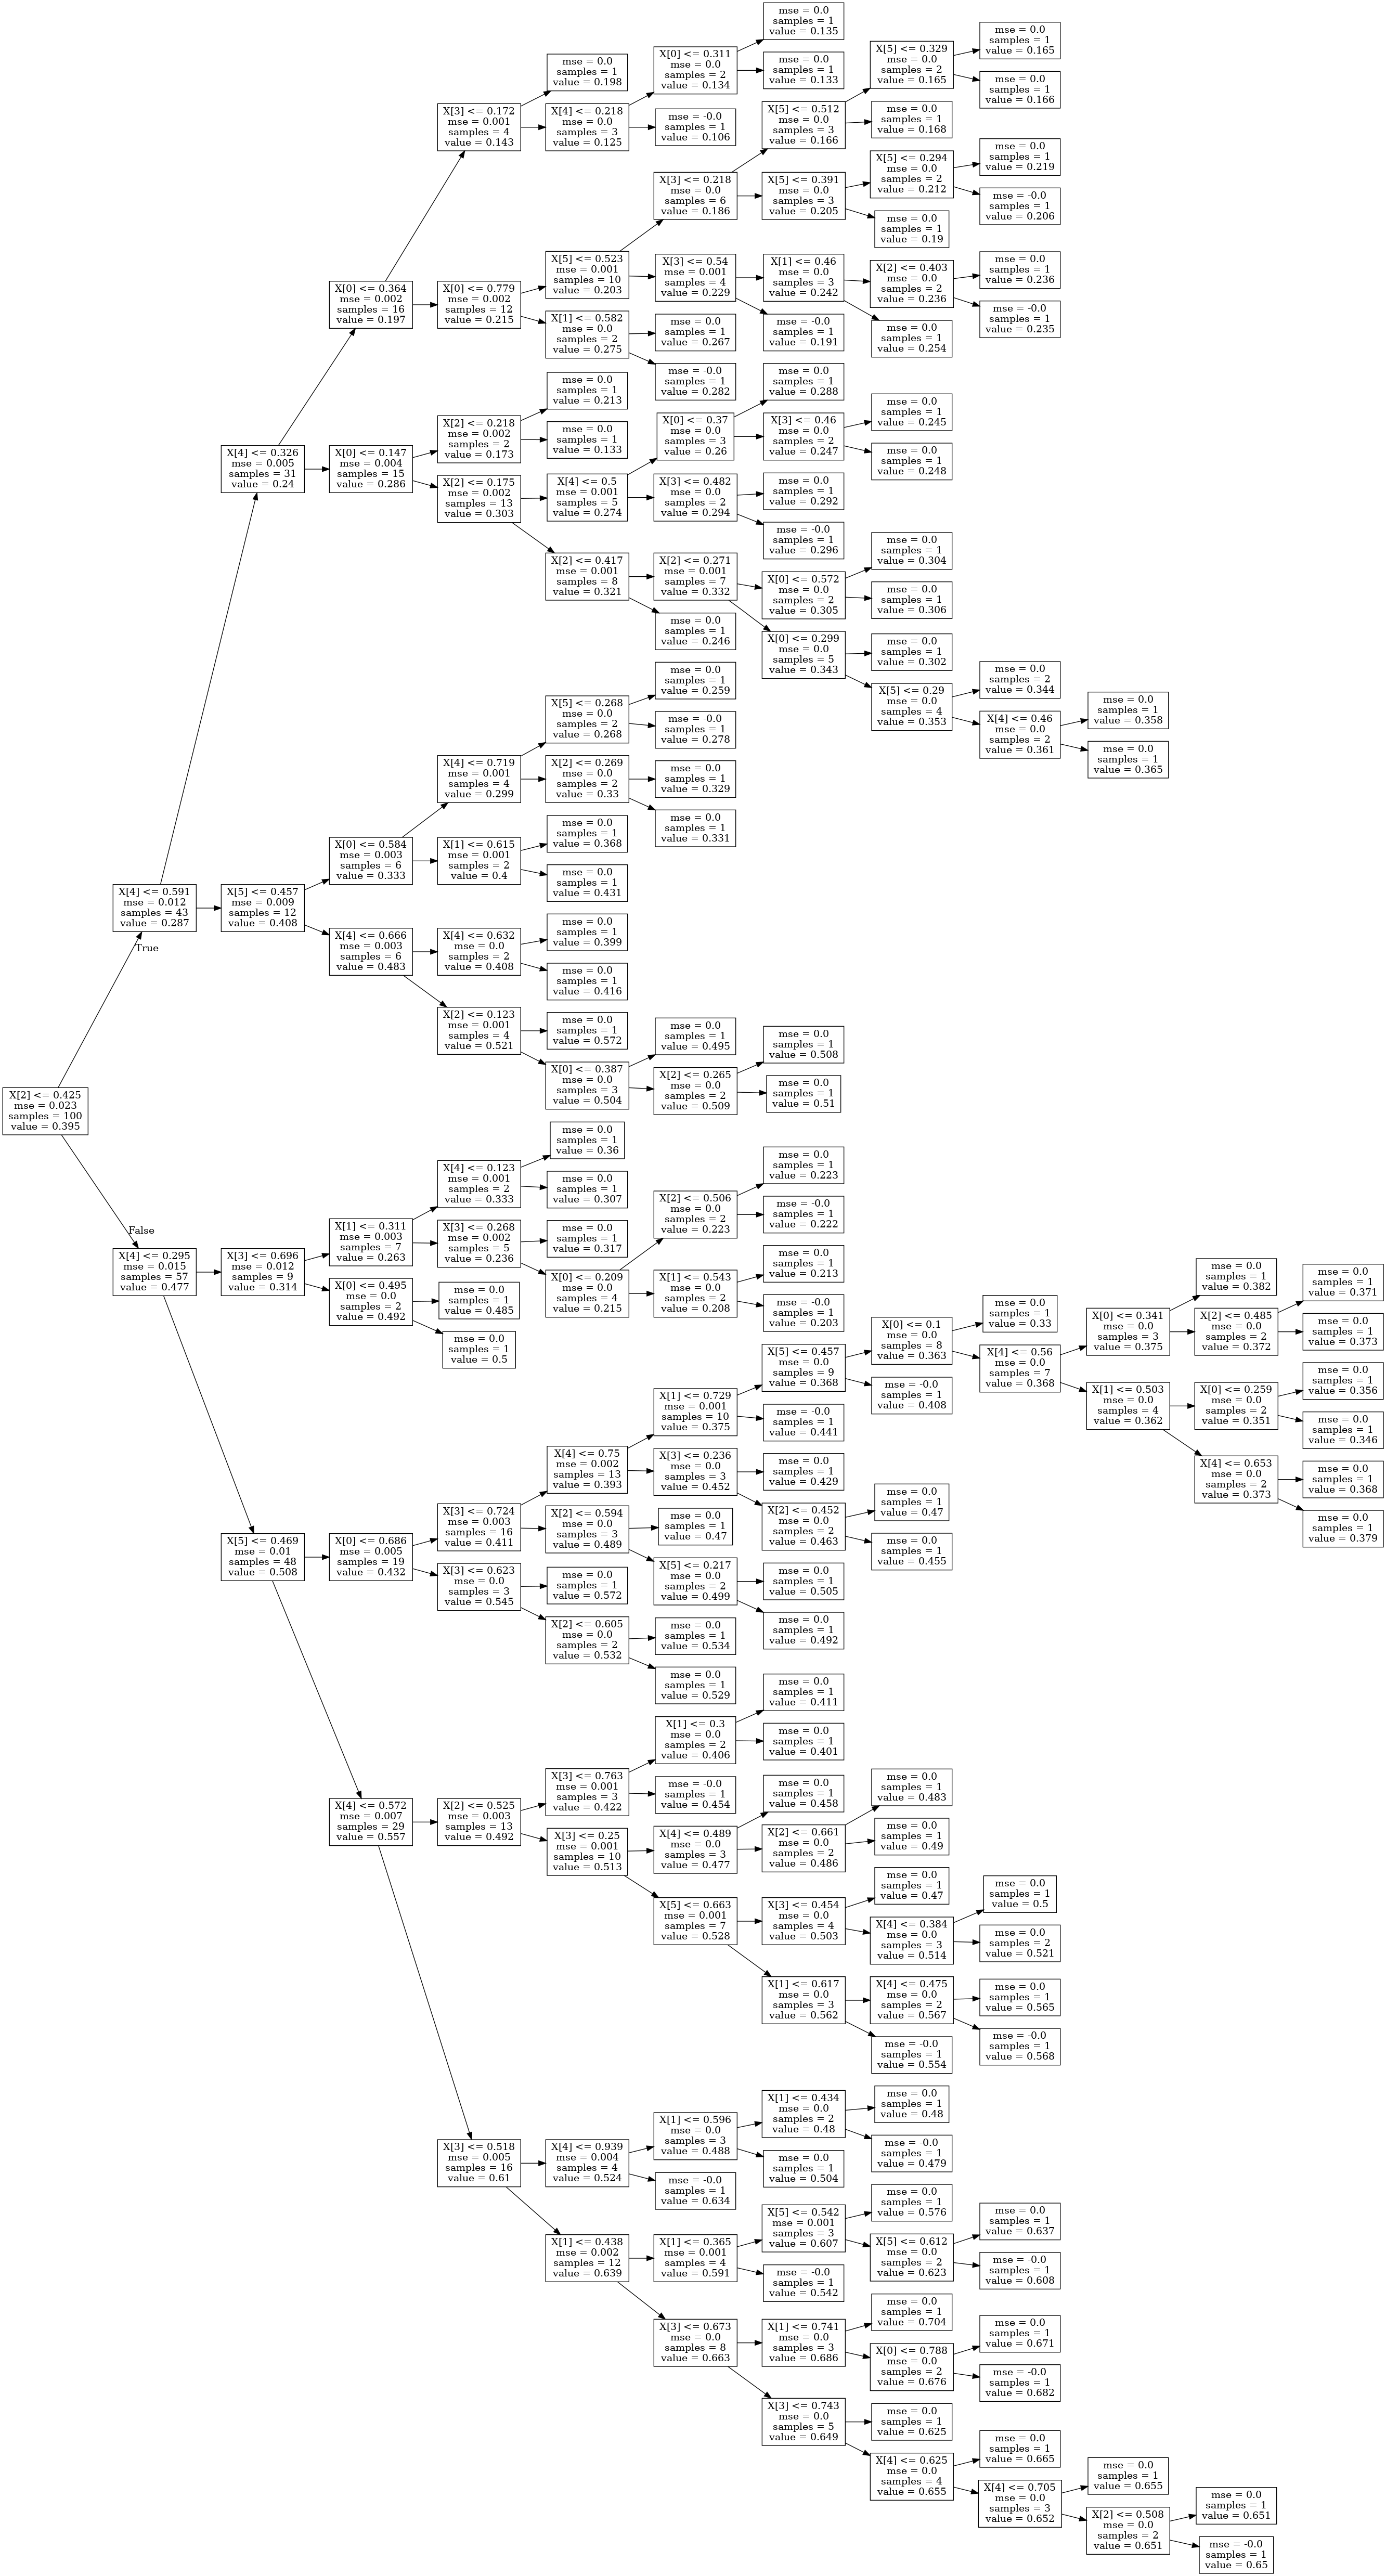 X[2] <= 0.425
mse = 0.023
samples = 100
value = 0.395
True
False
X[4] <= 0.591
mse = 0.012
samples = 43
value = 0.287
X[4] <= 0.295
mse = 0.015
samples = 57
value = 0.477
X[4] <= 0.326
mse = 0.005
samples = 31
value = 0.24
X[5] <= 0.457
mse = 0.009
samples = 12
value = 0.408
X[3] <= 0.696
mse = 0.012
samples = 9
value = 0.314
X[5] <= 0.469
mse = 0.01
samples = 48
value = 0.508
X[0] <= 0.364
mse = 0.002
samples = 16
value = 0.197
X[0] <= 0.147
mse = 0.004
samples = 15
value = 0.286
X[0] <= 0.584
mse = 0.003
samples = 6
value = 0.333
X[4] <= 0.666
mse = 0.003
samples = 6
value = 0.483
X[1] <= 0.311
mse = 0.003
samples = 7
value = 0.263
X[0] <= 0.495
mse = 0.0
samples = 2
value = 0.492
X[0] <= 0.686
mse = 0.005
samples = 19
value = 0.432
X[4] <= 0.572
mse = 0.007
samples = 29
value = 0.557
X[3] <= 0.172
mse = 0.001
samples = 4
value = 0.143
X[0] <= 0.779
mse = 0.002
samples = 12
value = 0.215
X[2] <= 0.218
mse = 0.002
samples = 2
value = 0.173
X[2] <= 0.175
mse = 0.002
samples = 13
value = 0.303
X[4] <= 0.719
mse = 0.001
samples = 4
value = 0.299
X[1] <= 0.615
mse = 0.001
samples = 2
value = 0.4
X[4] <= 0.632
mse = 0.0
samples = 2
value = 0.408
X[2] <= 0.123
mse = 0.001
samples = 4
value = 0.521
X[4] <= 0.123
mse = 0.001
samples = 2
value = 0.333
X[3] <= 0.268
mse = 0.002
samples = 5
value = 0.236
mse = 0.0
samples = 1
value = 0.485
mse = 0.0
samples = 1
value = 0.5
X[3] <= 0.724
mse = 0.003
samples = 16
value = 0.411
X[3] <= 0.623
mse = 0.0
samples = 3
value = 0.545
X[2] <= 0.525
mse = 0.003
samples = 13
value = 0.492
X[3] <= 0.518
mse = 0.005
samples = 16
value = 0.61
mse = 0.0
samples = 1
value = 0.198
X[4] <= 0.218
mse = 0.0
samples = 3
value = 0.125
X[5] <= 0.523
mse = 0.001
samples = 10
value = 0.203
X[1] <= 0.582
mse = 0.0
samples = 2
value = 0.275
mse = 0.0
samples = 1
value = 0.213
mse = 0.0
samples = 1
value = 0.133
X[4] <= 0.5
mse = 0.001
samples = 5
value = 0.274
X[2] <= 0.417
mse = 0.001
samples = 8
value = 0.321
X[5] <= 0.268
mse = 0.0
samples = 2
value = 0.268
X[2] <= 0.269
mse = 0.0
samples = 2
value = 0.33
mse = 0.0
samples = 1
value = 0.368
mse = 0.0
samples = 1
value = 0.431
mse = 0.0
samples = 1
value = 0.399
mse = 0.0
samples = 1
value = 0.416
mse = 0.0
samples = 1
value = 0.572
X[0] <= 0.387
mse = 0.0
samples = 3
value = 0.504
mse = 0.0
samples = 1
value = 0.36
mse = 0.0
samples = 1
value = 0.307
mse = 0.0
samples = 1
value = 0.317
X[0] <= 0.209
mse = 0.0
samples = 4
value = 0.215
X[4] <= 0.75
mse = 0.002
samples = 13
value = 0.393
X[2] <= 0.594
mse = 0.0
samples = 3
value = 0.489
mse = 0.0
samples = 1
value = 0.572
X[2] <= 0.605
mse = 0.0
samples = 2
value = 0.532
X[3] <= 0.763
mse = 0.001
samples = 3
value = 0.422
X[3] <= 0.25
mse = 0.001
samples = 10
value = 0.513
X[4] <= 0.939
mse = 0.004
samples = 4
value = 0.524
X[1] <= 0.438
mse = 0.002
samples = 12
value = 0.639
X[0] <= 0.311
mse = 0.0
samples = 2
value = 0.134
mse = -0.0
samples = 1
value = 0.106
X[3] <= 0.218
mse = 0.0
samples = 6
value = 0.186
X[3] <= 0.54
mse = 0.001
samples = 4
value = 0.229
mse = 0.0
samples = 1
value = 0.267
mse = -0.0
samples = 1
value = 0.282
X[0] <= 0.37
mse = 0.0
samples = 3
value = 0.26
X[3] <= 0.482
mse = 0.0
samples = 2
value = 0.294
X[2] <= 0.271
mse = 0.001
samples = 7
value = 0.332
mse = 0.0
samples = 1
value = 0.246
mse = 0.0
samples = 1
value = 0.259
mse = -0.0
samples = 1
value = 0.278
mse = 0.0
samples = 1
value = 0.329
mse = 0.0
samples = 1
value = 0.331
mse = 0.0
samples = 1
value = 0.495
X[2] <= 0.265
mse = 0.0
samples = 2
value = 0.509
X[2] <= 0.506
mse = 0.0
samples = 2
value = 0.223
X[1] <= 0.543
mse = 0.0
samples = 2
value = 0.208
X[1] <= 0.729
mse = 0.001
samples = 10
value = 0.375
X[3] <= 0.236
mse = 0.0
samples = 3
value = 0.452
mse = 0.0
samples = 1
value = 0.47
X[5] <= 0.217
mse = 0.0
samples = 2
value = 0.499
mse = 0.0
samples = 1
value = 0.534
mse = 0.0
samples = 1
value = 0.529
X[1] <= 0.3
mse = 0.0
samples = 2
value = 0.406
mse = -0.0
samples = 1
value = 0.454
X[4] <= 0.489
mse = 0.0
samples = 3
value = 0.477
X[5] <= 0.663
mse = 0.001
samples = 7
value = 0.528
X[1] <= 0.596
mse = 0.0
samples = 3
value = 0.488
mse = -0.0
samples = 1
value = 0.634
X[1] <= 0.365
mse = 0.001
samples = 4
value = 0.591
X[3] <= 0.673
mse = 0.0
samples = 8
value = 0.663
mse = 0.0
samples = 1
value = 0.135
mse = 0.0
samples = 1
value = 0.133
X[5] <= 0.512
mse = 0.0
samples = 3
value = 0.166
X[5] <= 0.391
mse = 0.0
samples = 3
value = 0.205
X[1] <= 0.46
mse = 0.0
samples = 3
value = 0.242
mse = -0.0
samples = 1
value = 0.191
mse = 0.0
samples = 1
value = 0.288
X[3] <= 0.46
mse = 0.0
samples = 2
value = 0.247
mse = 0.0
samples = 1
value = 0.292
mse = -0.0
samples = 1
value = 0.296
X[0] <= 0.572
mse = 0.0
samples = 2
value = 0.305
X[0] <= 0.299
mse = 0.0
samples = 5
value = 0.343
mse = 0.0
samples = 1
value = 0.508
mse = 0.0
samples = 1
value = 0.51
mse = 0.0
samples = 1
value = 0.223
mse = -0.0
samples = 1
value = 0.222
mse = 0.0
samples = 1
value = 0.213
mse = -0.0
samples = 1
value = 0.203
X[5] <= 0.457
mse = 0.0
samples = 9
value = 0.368
mse = -0.0
samples = 1
value = 0.441
mse = 0.0
samples = 1
value = 0.429
X[2] <= 0.452
mse = 0.0
samples = 2
value = 0.463
mse = 0.0
samples = 1
value = 0.505
mse = 0.0
samples = 1
value = 0.492
mse = 0.0
samples = 1
value = 0.411
mse = 0.0
samples = 1
value = 0.401
mse = 0.0
samples = 1
value = 0.458
X[2] <= 0.661
mse = 0.0
samples = 2
value = 0.486
X[3] <= 0.454
mse = 0.0
samples = 4
value = 0.503
X[1] <= 0.617
mse = 0.0
samples = 3
value = 0.562
X[1] <= 0.434
mse = 0.0
samples = 2
value = 0.48
mse = 0.0
samples = 1
value = 0.504
X[5] <= 0.542
mse = 0.001
samples = 3
value = 0.607
mse = -0.0
samples = 1
value = 0.542
X[1] <= 0.741
mse = 0.0
samples = 3
value = 0.686
X[3] <= 0.743
mse = 0.0
samples = 5
value = 0.649
X[5] <= 0.329
mse = 0.0
samples = 2
value = 0.165
mse = 0.0
samples = 1
value = 0.168
X[5] <= 0.294
mse = 0.0
samples = 2
value = 0.212
mse = 0.0
samples = 1
value = 0.19
X[2] <= 0.403
mse = 0.0
samples = 2
value = 0.236
mse = 0.0
samples = 1
value = 0.254
mse = 0.0
samples = 1
value = 0.245
mse = 0.0
samples = 1
value = 0.248
mse = 0.0
samples = 1
value = 0.304
mse = 0.0
samples = 1
value = 0.306
mse = 0.0
samples = 1
value = 0.302
X[5] <= 0.29
mse = 0.0
samples = 4
value = 0.353
X[0] <= 0.1
mse = 0.0
samples = 8
value = 0.363
mse = -0.0
samples = 1
value = 0.408
mse = 0.0
samples = 1
value = 0.47
mse = 0.0
samples = 1
value = 0.455
mse = 0.0
samples = 1
value = 0.483
mse = 0.0
samples = 1
value = 0.49
mse = 0.0
samples = 1
value = 0.47
X[4] <= 0.384
mse = 0.0
samples = 3
value = 0.514
X[4] <= 0.475
mse = 0.0
samples = 2
value = 0.567
mse = -0.0
samples = 1
value = 0.554
mse = 0.0
samples = 1
value = 0.48
mse = -0.0
samples = 1
value = 0.479
mse = 0.0
samples = 1
value = 0.576
X[5] <= 0.612
mse = 0.0
samples = 2
value = 0.623
mse = 0.0
samples = 1
value = 0.704
X[0] <= 0.788
mse = 0.0
samples = 2
value = 0.676
mse = 0.0
samples = 1
value = 0.625
X[4] <= 0.625
mse = 0.0
samples = 4
value = 0.655
mse = 0.0
samples = 1
value = 0.165
mse = 0.0
samples = 1
value = 0.166
mse = 0.0
samples = 1
value = 0.219
mse = -0.0
samples = 1
value = 0.206
mse = 0.0
samples = 1
value = 0.236
mse = -0.0
samples = 1
value = 0.235
mse = 0.0
samples = 2
value = 0.344
X[4] <= 0.46
mse = 0.0
samples = 2
value = 0.361
mse = 0.0
samples = 1
value = 0.33
X[4] <= 0.56
mse = 0.0
samples = 7
value = 0.368
mse = 0.0
samples = 1
value = 0.5
mse = 0.0
samples = 2
value = 0.521
mse = 0.0
samples = 1
value = 0.565
mse = -0.0
samples = 1
value = 0.568
mse = 0.0
samples = 1
value = 0.637
mse = -0.0
samples = 1
value = 0.608
mse = 0.0
samples = 1
value = 0.671
mse = -0.0
samples = 1
value = 0.682
mse = 0.0
samples = 1
value = 0.665
X[4] <= 0.705
mse = 0.0
samples = 3
value = 0.652
mse = 0.0
samples = 1
value = 0.358
mse = 0.0
samples = 1
value = 0.365
X[0] <= 0.341
mse = 0.0
samples = 3
value = 0.375
X[1] <= 0.503
mse = 0.0
samples = 4
value = 0.362
mse = 0.0
samples = 1
value = 0.655
X[2] <= 0.508
mse = 0.0
samples = 2
value = 0.651
mse = 0.0
samples = 1
value = 0.382
X[2] <= 0.485
mse = 0.0
samples = 2
value = 0.372
X[0] <= 0.259
mse = 0.0
samples = 2
value = 0.351
X[4] <= 0.653
mse = 0.0
samples = 2
value = 0.373
mse = 0.0
samples = 1
value = 0.651
mse = -0.0
samples = 1
value = 0.65
mse = 0.0
samples = 1
value = 0.371
mse = 0.0
samples = 1
value = 0.373
mse = 0.0
samples = 1
value = 0.356
mse = 0.0
samples = 1
value = 0.346
mse = 0.0
samples = 1
value = 0.368
mse = 0.0
samples = 1
value = 0.379